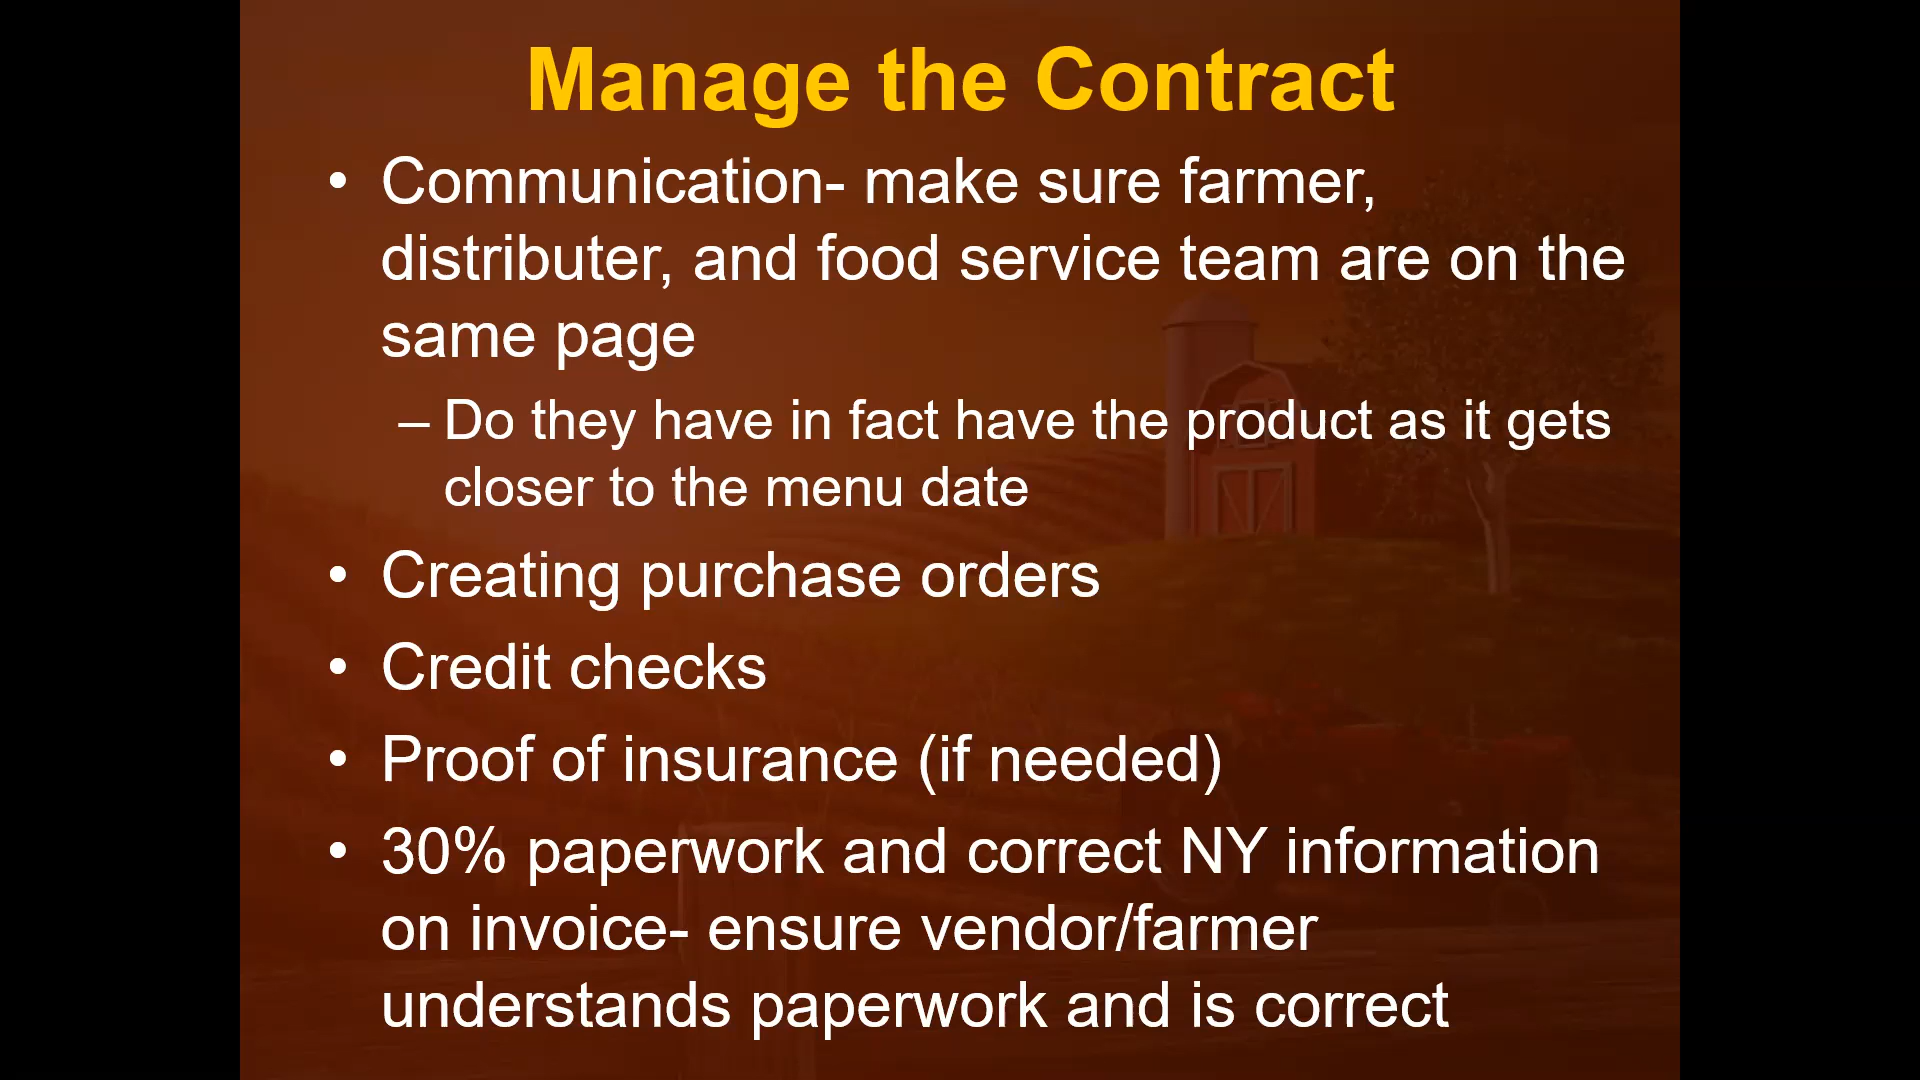 Manage the Contract
• Communication- make sure farmer,
distributer, and food service team are on the
same page
– Do they have in fact have the product as it gets
closer to the menu date
• Creating purchase orders
• Credit checks
• Proof of insurance (if needed)
• 30% paperwork and correct NY information
on invoice- ensure vendor/farmer
understands paperwork and is correct